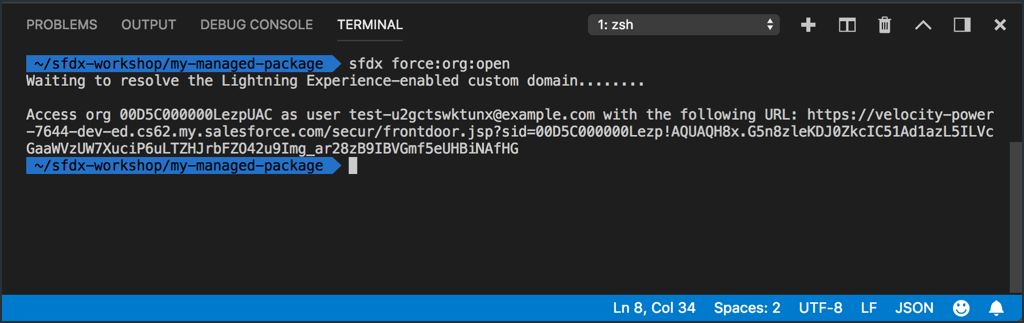 PROBLEMS OUTPUT DEBUG CONSOLE TERMINAL 1: zsh
~/sfdx-workshop/my-managed-package sfdx force:org:open
Waiting to resolve the Lightning Experience-enabled custom domain........
Access org 00D5C000000LezpUAC as user test-u2gctswktunx@example.com with the following URL: https://velocity-power
-7644-dev-ed.cs62.my.salesforce.com/secur/frontdoor.jsp?sid=00D5C000000Lezp!AQUAQH8x.G5n8zleKDJ0ZkcIC51Ad1azL5ILVc
GaaWVzUW7XuciP6uLTZHJrbFZO42u9Img_ar28zB9IBVGmf5eUHBiNAfHG
~/sfdx-workshop/my-managed-package
Ln 8, Col 34 Spaces: 2 UTF-8 LF JSON